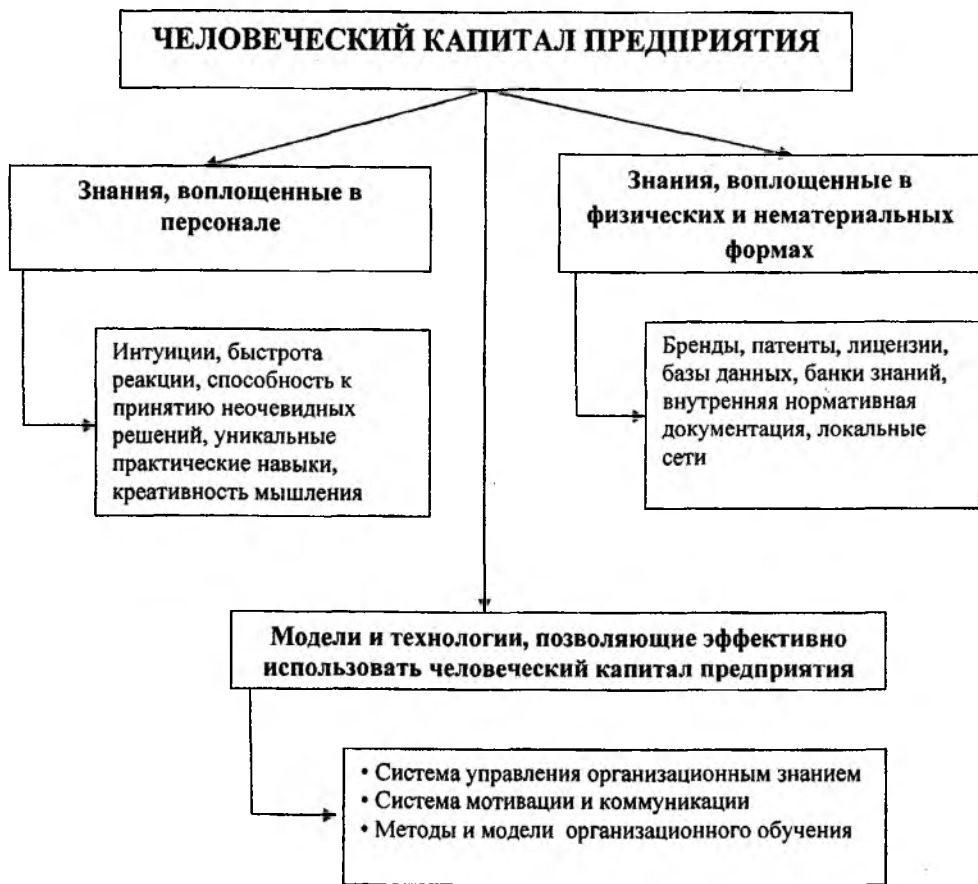 ЧЕЛОВЕЧЕСКИЙ КАПИТАЛ ПРЕДПРИЯТИЯ
Знания, воплощенные в
персонале
Знания, воплощенные в
физических и нематериальных
формах
Интуиции, быстрота
реакции, способность к
принятию неочевидных
решений, уникальные
практические навыки,
креативность мышления
Бренды, патенты, лицензии,
базы данных, банки знаний,
внутренняя нормативная
документация, локальные
сети
Модели и технологии, позволяющие эффективно
использовать человеческий капитал предприятия
• Система управления организационным знанием
• Система мотивации и коммуникации
• Методы и модели организационного обучения